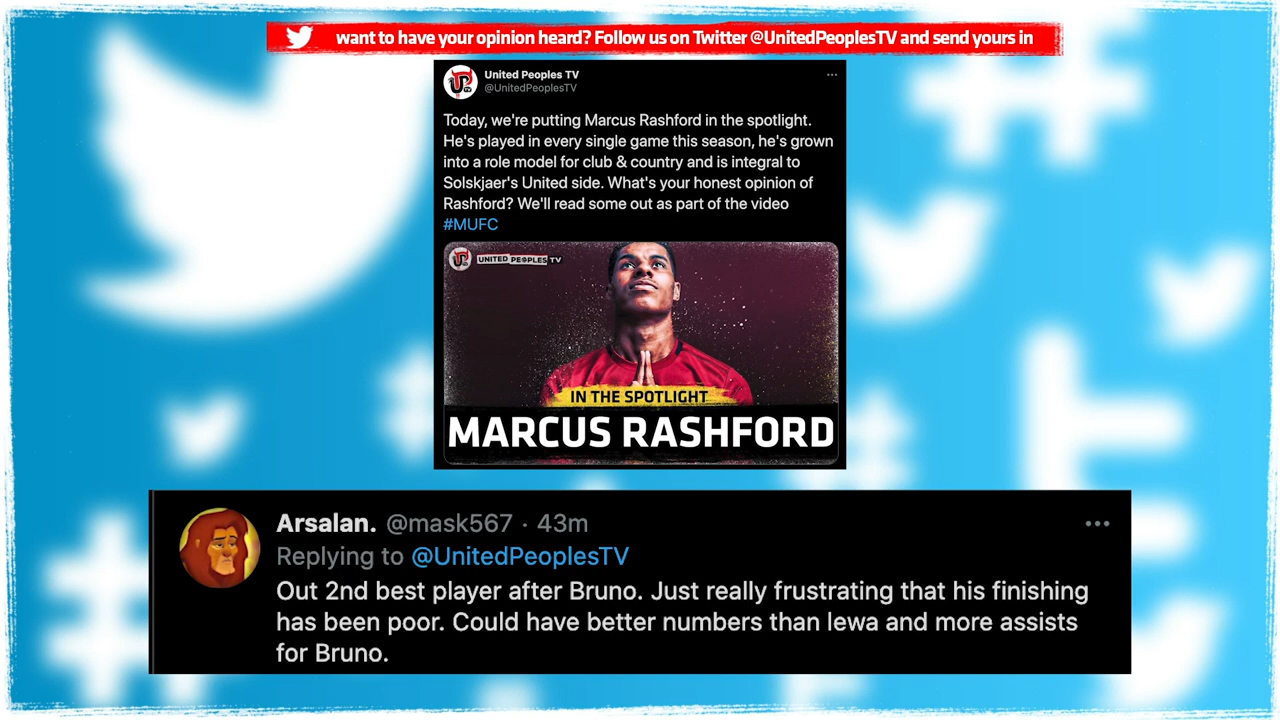 want to have your opinion heard? Follow us on Twitter @UnitedPeoplesTV and send yours in
United Peoples TV
@UnitedPeoplesTV
Today, we're putting Marcus Rashford in the spotlight.
He's played in every single game this season, he's grown
into a role model for club & country and is integral to
Solskjaer's United side. What's your honest opinion of
Rashford? We'll read some out as part of the video
#MUFC
UNITED PEOPLES TV
IN THE SPOTLIGHT
MARCUS RASHFORD
Arsalan. @mask567 · 43m
Replying to @UnitedPeoplesTV
Out 2nd best player after Bruno. Just really frustrating that his finishing
has been poor. Could have better numbers than lewa and more assists
for Bruno.